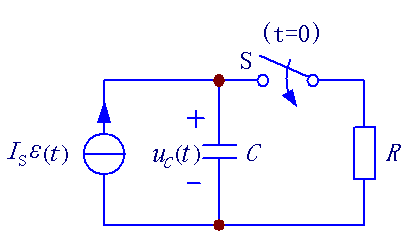 (t=0)
S
+
I_S ε(t)
u_C(t)
C
R
−